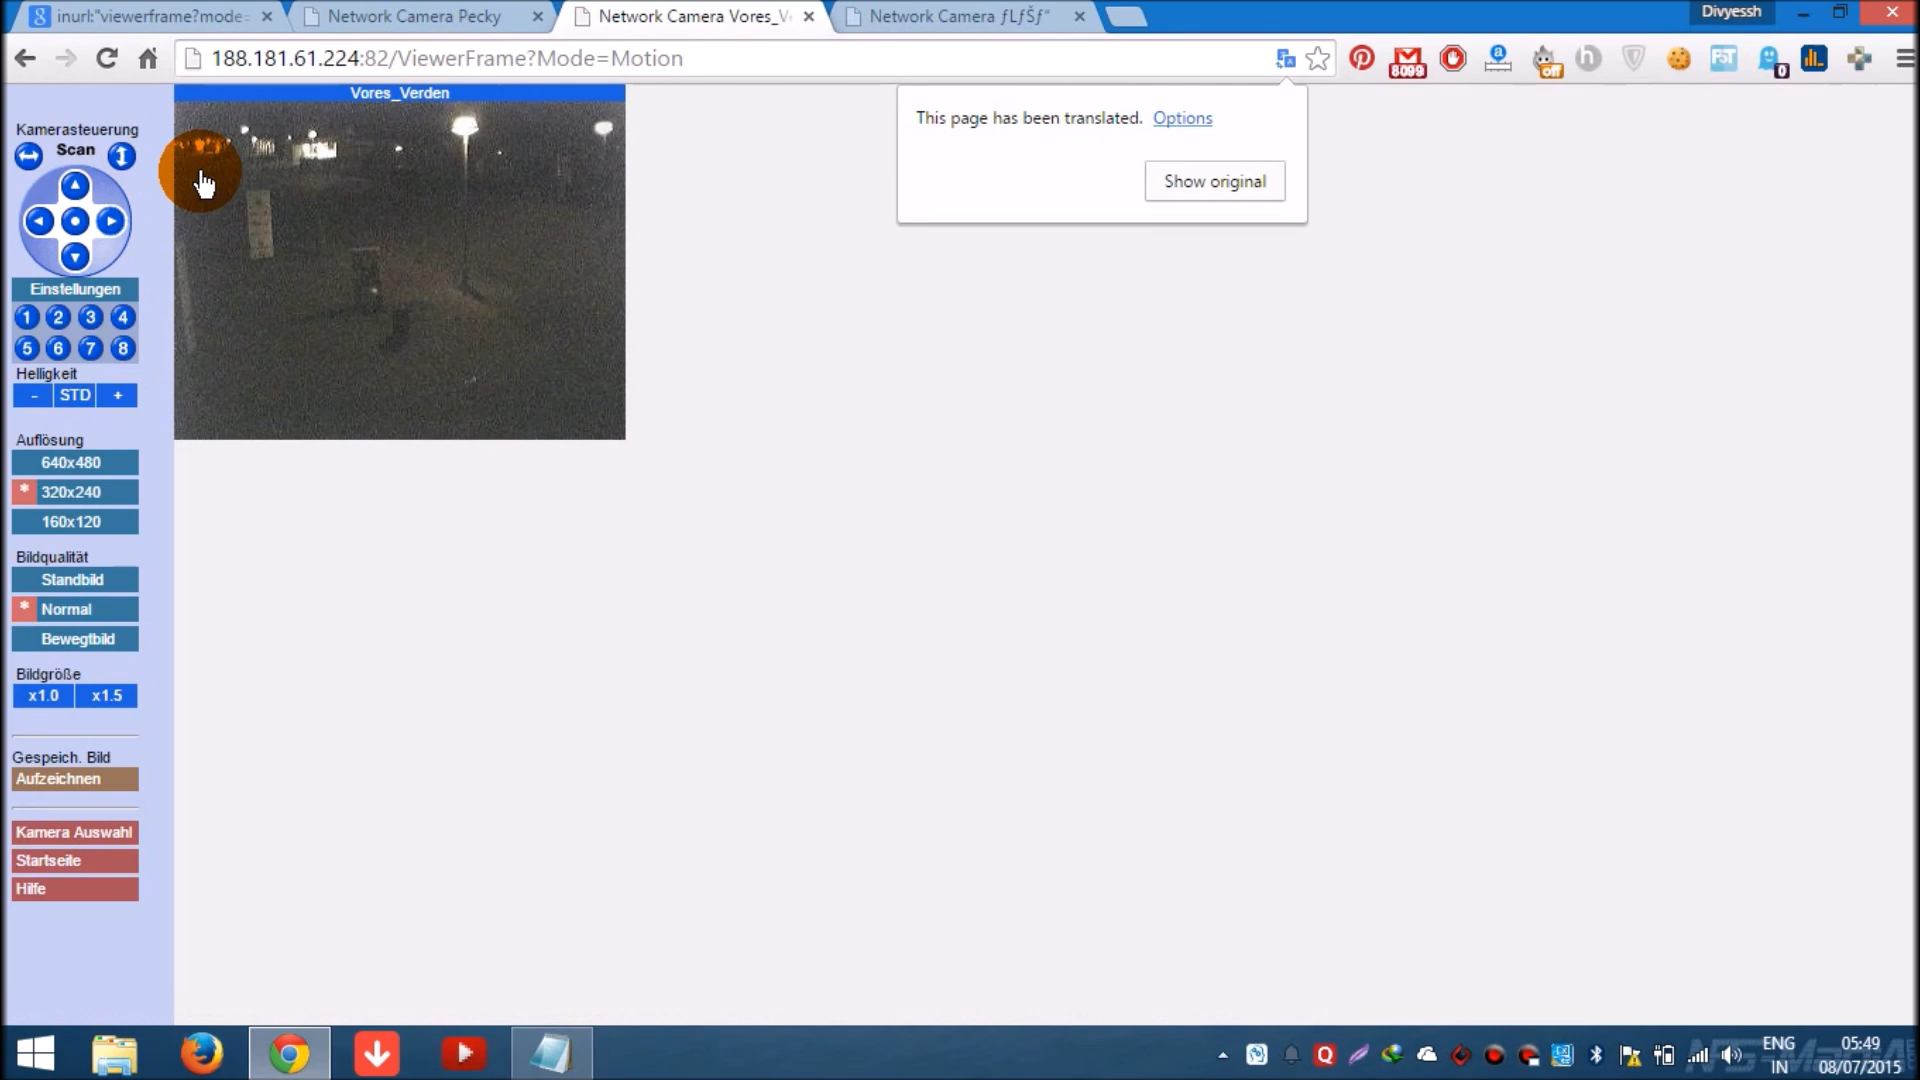 inurl:"viewerframe?mode=
Network Camera Pecky
Network Camera Vores_V
Network Camera ƒLƒŠƒ“
Divyessh
188.181.61.224:82/ViewerFrame?Mode=Motion
8099
off
0
Vores_Verden
This page has been translated. Options
Show original
Kamerasteuerung
Scan
Einstellungen
1 2 3 4
5 6 7 8
Helligkeit
- STD +
Auflösung
640x480
* 320x240
160x120
Bildqualität
Standbild
* Normal
Bewegtbild
Bildgröße
x1.0 x1.5
Gespeich. Bild
Aufzeichnen
Kamera Auswahl
Startseite
Hilfe
ENG
IN
05:49
08/07/2015